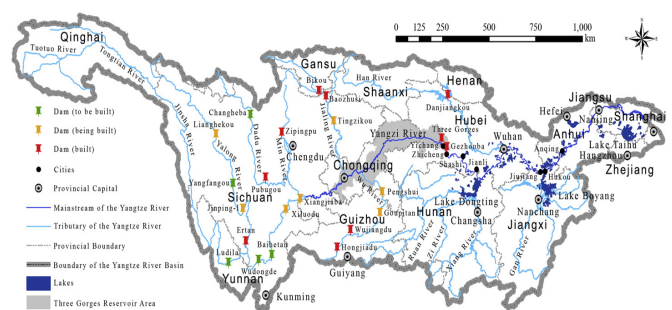 Qinghai
Tuotuo River
Tongtian River
Jinsha River
Gansu
Bikou
Baozhusi
Shaanxi
Han River
Henan
Danjiangkou
Hubei
0 125 250 500 750 1,000
km
Dam (to be built)
Dam (being built)
Dam (built)
Cities
Provincial Capital
Mainstream of the Yangtze River
Tributary of the Yangtze River
Provincial Boundary
Boundary of the Yangtze River Basin
Lakes
Three Gorges Reservoir Area
Changheba
Lianghekou
Dadu River
Yalong River
Min River
Zipingpu
Chengdu
Jialing River
Tingzikou
Yangzi River
Three Gorges
Yichang
Gezhouba
Zhicheng
Shashi
Jianli
Wuhan
Hefei
Jiangsu
Nanjing
Shanghai
Anhui
Anqing
Lake Taihu
Hangzhou
Zhejiang
Jiujiang
Hukou
Lake Boyang
Nanchang
Jiangxi
Gan River
Yangfangou
Pubugou
Sichuan
Jinping-1
Ertan
Ludila
Yunnan
Wudongde
Baihetan
Xiluodu
Xiangjiaba
Kunming
Chongqing
Pengshui
Goupitan
Guizhou
Wujiangdu
Hongjiadu
Guiyang
Hunan
Lake Dongting
Changsha
Ruan River
Zi River
Xiang River